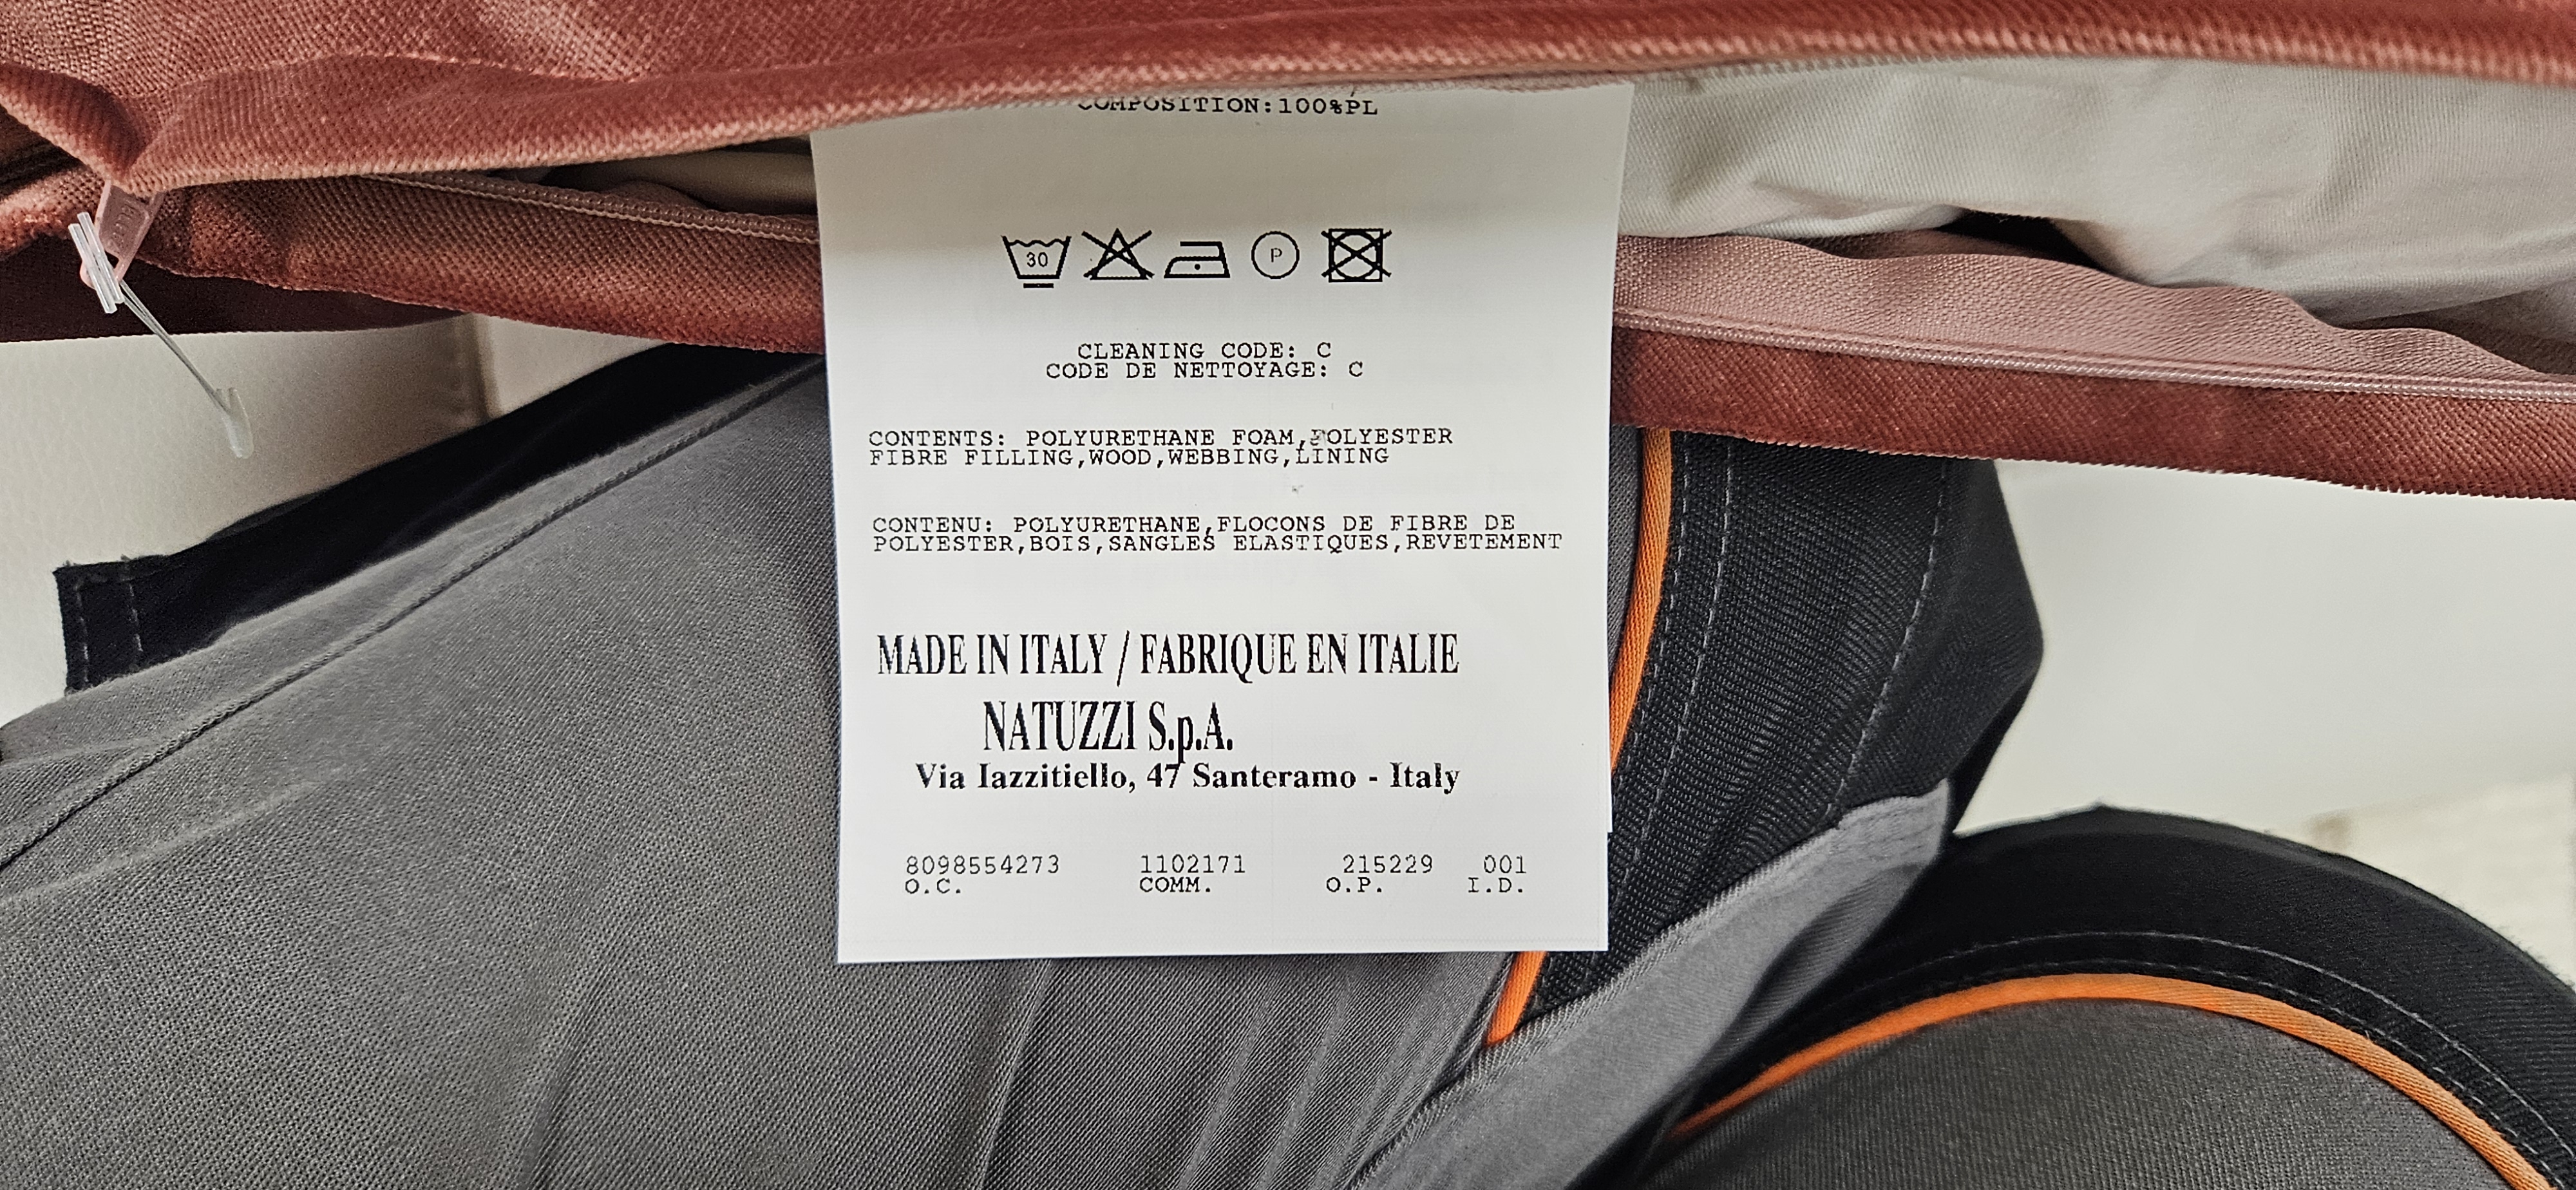 COMPOSITION:100%PL
30
P
CLEANING CODE: C
CODE DE NETTOYAGE: C
CONTENTS: POLYURETHANE FOAM,POLYESTER
FIBRE FILLING,WOOD,WEBBING,LINING
CONTENU: POLYURETHANE,FLOCONS DE FIBRE DE
POLYESTER,BOIS,SANGLES ELASTIQUES,REVETEMENT
MADE IN ITALY / FABRIQUE EN ITALIE
NATUZZI S.p.A.
Via Iazzitiello, 47 Santeramo - Italy
8098554273 1102171 215229 001
O.C. COMM. O.P. I.D.